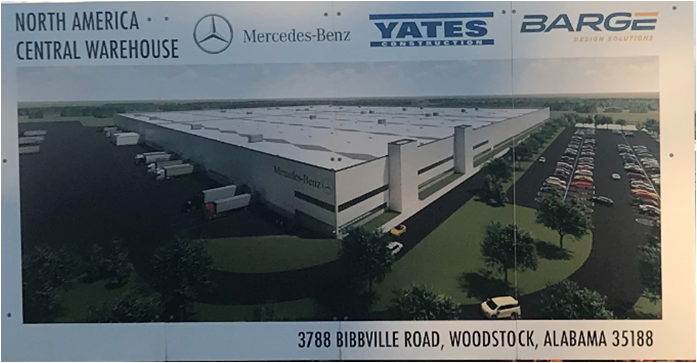 NORTH AMERICA
CENTRAL WAREHOUSE
Mercedes-Benz
YATES
CONSTRUCTION
BARGE
DESIGN SOLUTIONS
Mercedes-Benz
3788 BIBBVILLE ROAD, WOODSTOCK, ALABAMA 35188